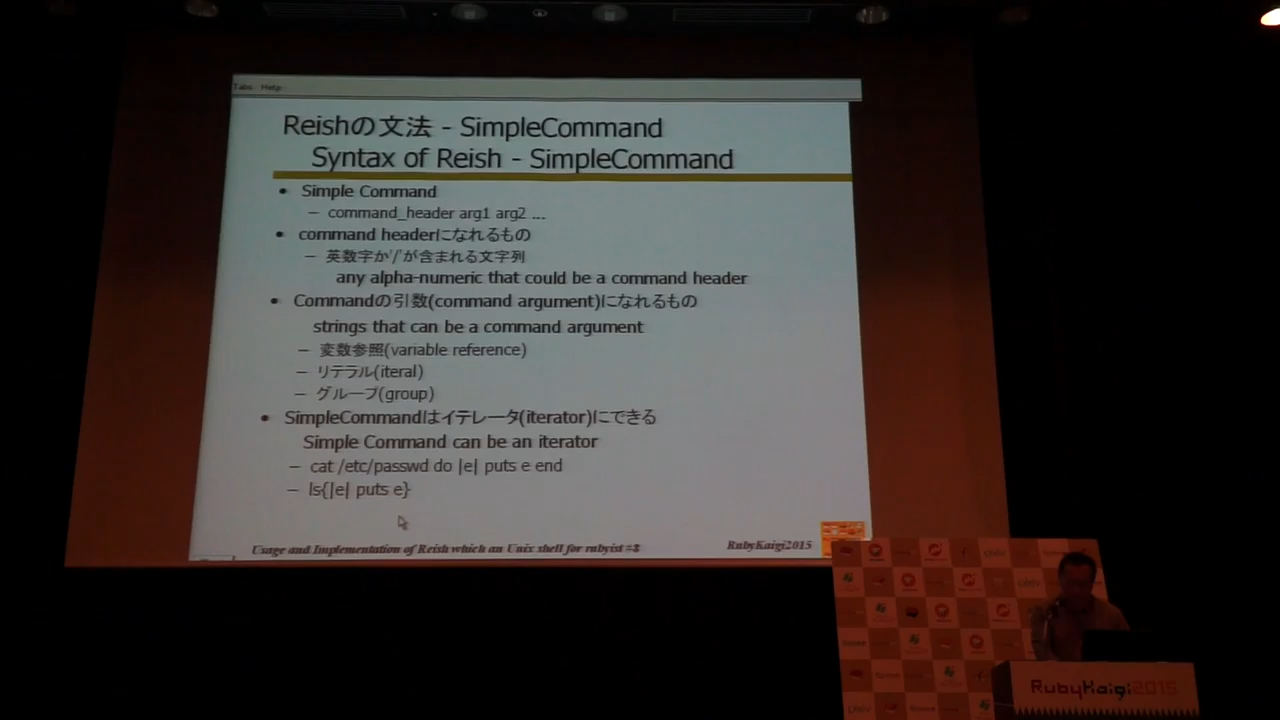 Tabs Help
Reishの文法 - SimpleCommand
Syntax of Reish - SimpleCommand
• Simple Command
– command_header arg1 arg2 ...
• command headerになれるもの
– 英数字か'/'が含まれる文字列
any alpha-numeric that could be a command header
• Commandの引数(command argument)になれるもの
strings that can be a command argument
– 変数参照(variable reference)
– リテラル(iteral)
– グループ(group)
• SimpleCommandはイテレータ(iterator)にできる
Simple Command can be an iterator
– cat /etc/passwd do |e| puts e end
– ls{|e| puts e}
Usage and Implementation of Reish which an Unix shell for rubyist #8
RubyKaigi2015
RubyKaigi2015